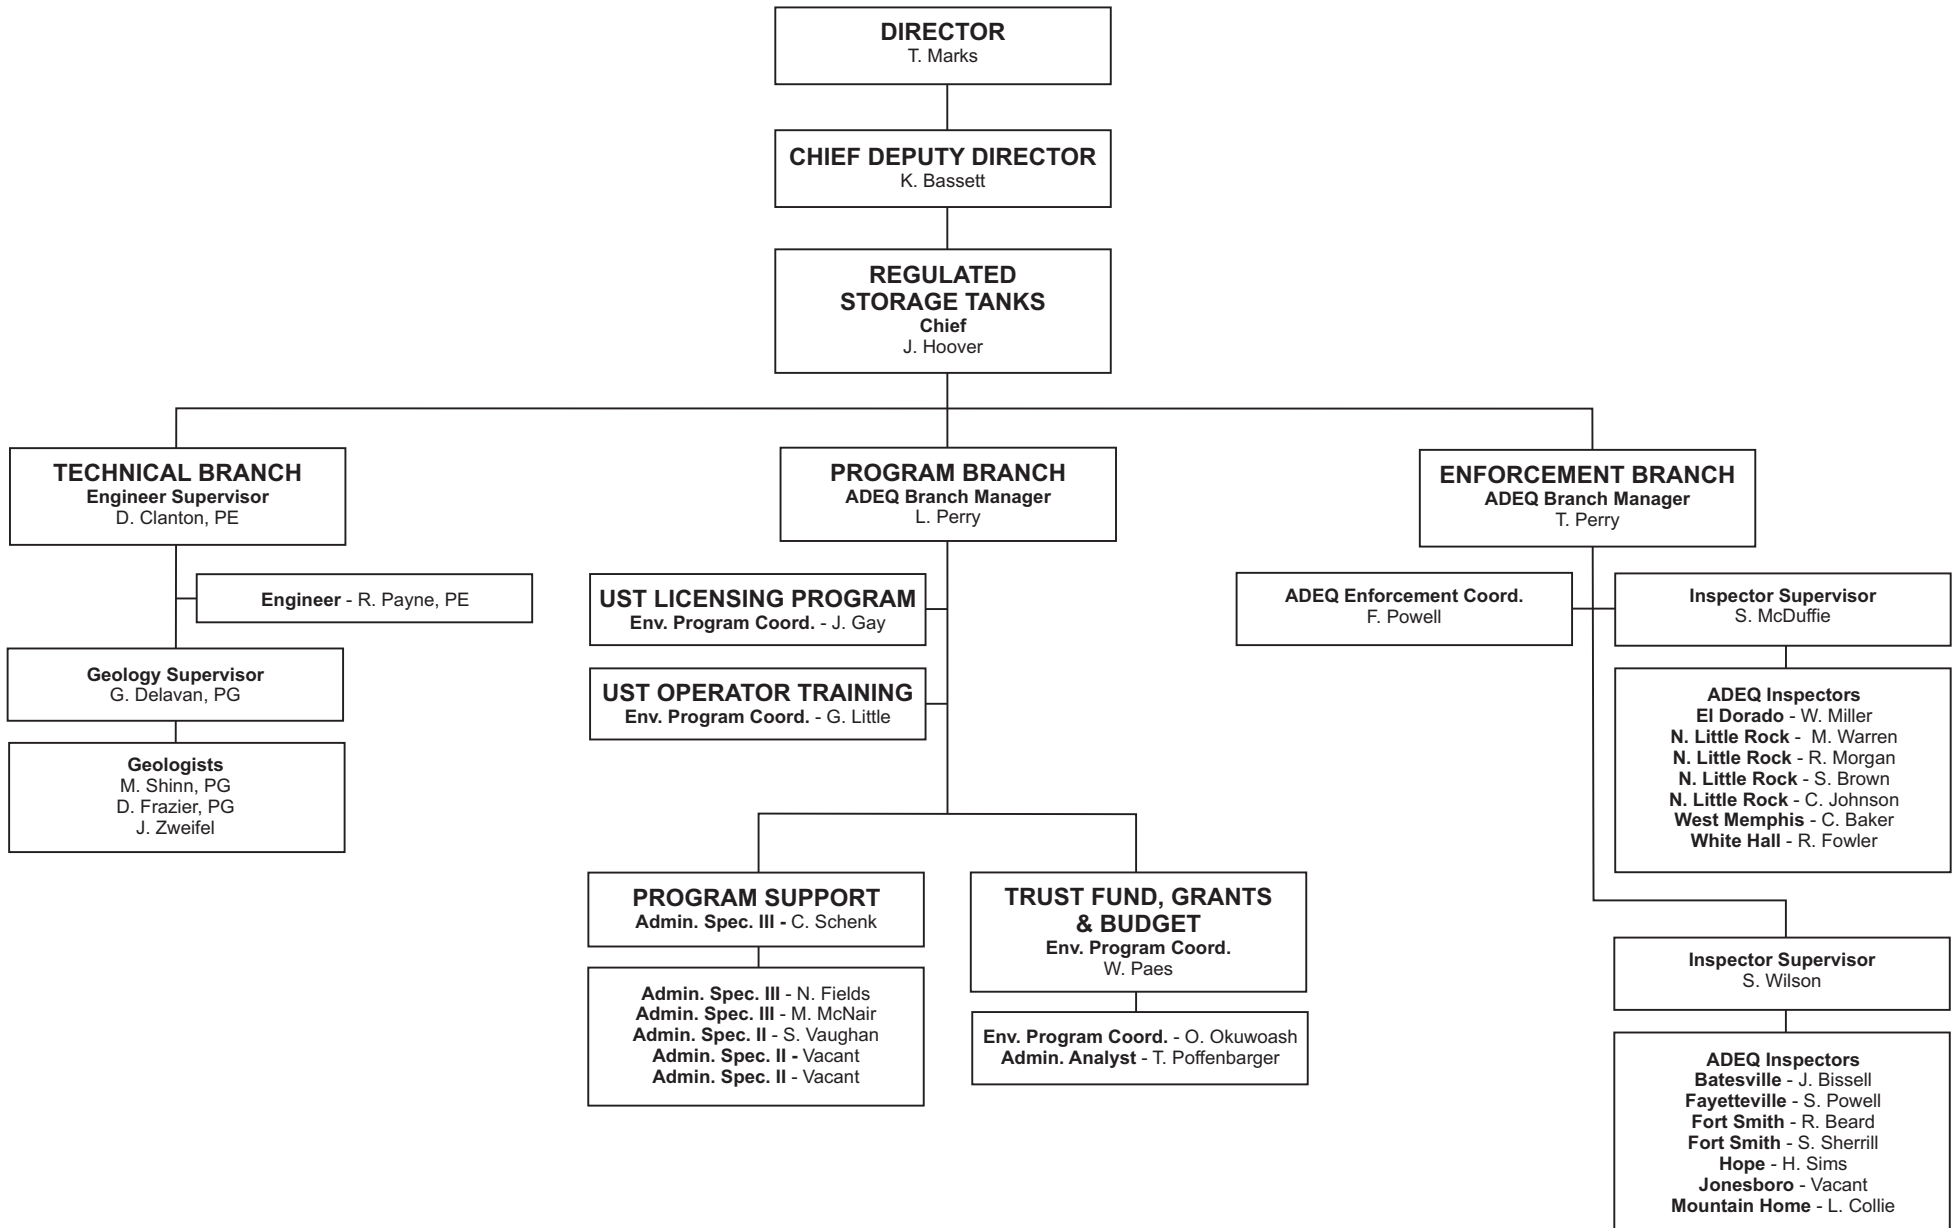 DIRECTOR
T. Marks
CHIEF DEPUTY DIRECTOR
K. Bassett
REGULATED
STORAGE TANKS
Chief
J. Hoover
TECHNICAL BRANCH
Engineer Supervisor
D. Clanton, PE
Engineer - R. Payne, PE
Geology Supervisor
G. Delavan, PG
Geologists
M. Shinn, PG
D. Frazier, PG
J. Zweifel
PROGRAM BRANCH
ADEQ Branch Manager
L. Perry
UST LICENSING PROGRAM
Env. Program Coord. - J. Gay
UST OPERATOR TRAINING
Env. Program Coord. - G. Little
PROGRAM SUPPORT
Admin. Spec. III - C. Schenk
Admin. Spec. III - N. Fields
Admin. Spec. III - M. McNair
Admin. Spec. II - S. Vaughan
Admin. Spec. II - Vacant
Admin. Spec. II - Vacant
TRUST FUND, GRANTS
& BUDGET
Env. Program Coord.
W. Paes
Env. Program Coord. - O. Okuwoash
Admin. Analyst - T. Poffenbarger
ENFORCEMENT BRANCH
ADEQ Branch Manager
T. Perry
ADEQ Enforcement Coord.
F. Powell
Inspector Supervisor
S. McDuffie
ADEQ Inspectors
El Dorado - W. Miller
N. Little Rock - M. Warren
N. Little Rock - R. Morgan
N. Little Rock - S. Brown
N. Little Rock - C. Johnson
West Memphis - C. Baker
White Hall - R. Fowler
Inspector Supervisor
S. Wilson
ADEQ Inspectors
Batesville - J. Bissell
Fayetteville - S. Powell
Fort Smith - R. Beard
Fort Smith - S. Sherrill
Hope - H. Sims
Jonesboro - Vacant
Mountain Home - L. Collie